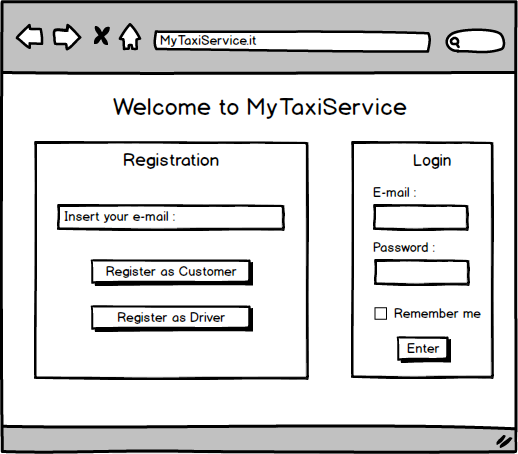 MyTaxiService.it
Welcome to MyTaxiService
Registration
Insert your e-mail :
Register as Customer
Register as Driver
Login
E-mail :
Password :
Remember me
Enter